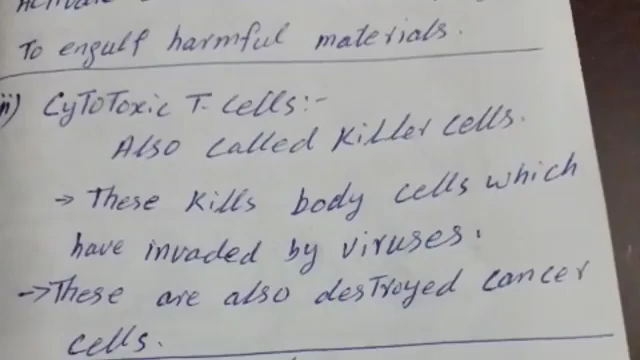 To engulf harmful materials.
ii) CyToToxic T. cells:-
Also called Killer cells.
→ These Kills body cells which
have invaded by viruses.
→ These are also destroyed cancer
cells.